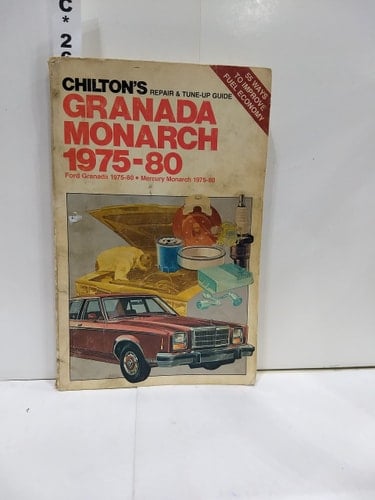 C*2
CHILTON'S
REPAIR & TUNE-UP GUIDE
55 WAYS
TO IMPROVE
FUEL ECONOMY
GRANADA
MONARCH
1975-80
Ford Granada 1975-80 • Mercury Monarch 1975-80